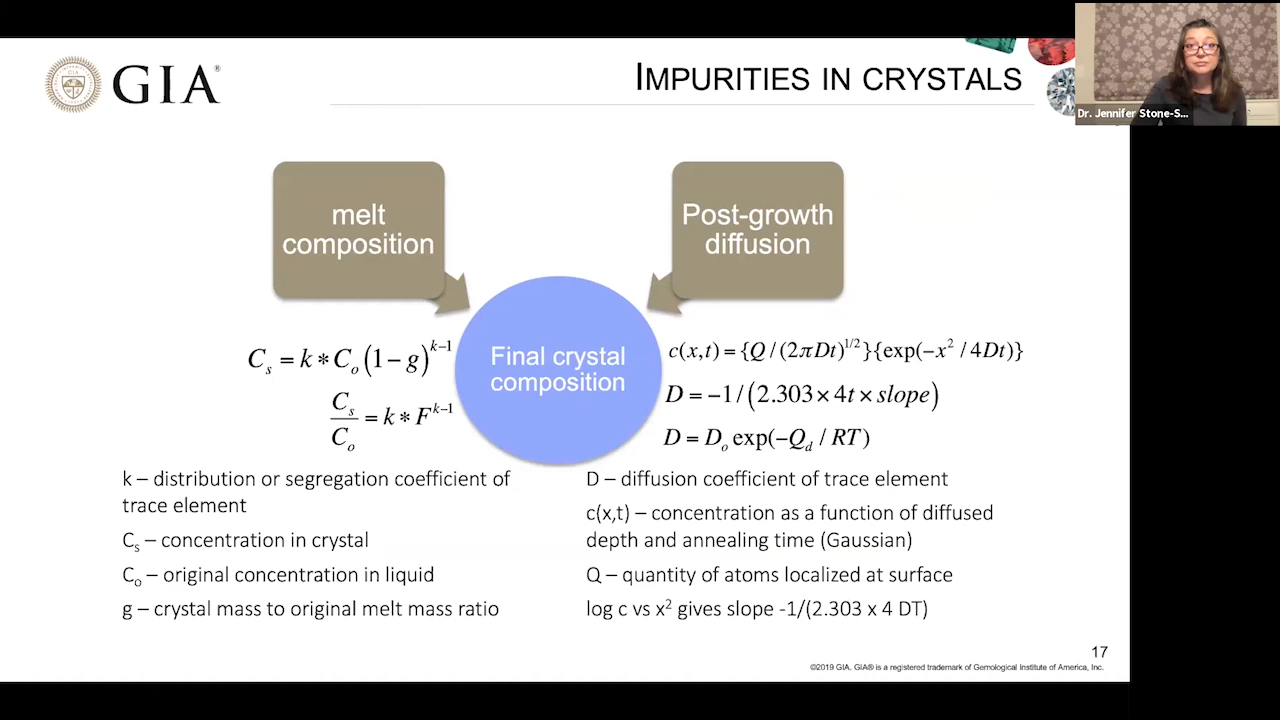 GIA®
IMPURITIES IN CRYSTALS
Dr. Jennifer Stone-S...
melt
composition
Post-growth
diffusion
Final crystal
composition
C_s = k * C_o (1 − g)^{k−1}
C_s / C_o = k * F^{k−1}
c(x,t) = {Q / (2πDt)^{1/2}}{exp(−x² / 4Dt)}
D = −1 / (2.303 × 4t × slope)
D = D_o exp(−Q_d / RT)
k – distribution or segregation coefficient of
trace element
C_s – concentration in crystal
C_o – original concentration in liquid
g – crystal mass to original melt mass ratio
D – diffusion coefficient of trace element
c(x,t) – concentration as a function of diffused
depth and annealing time (Gaussian)
Q – quantity of atoms localized at surface
log c vs x² gives slope -1/(2.303 x 4 DT)
17
©2019 GIA. GIA® is a registered trademark of Gemological Institute of America, Inc.